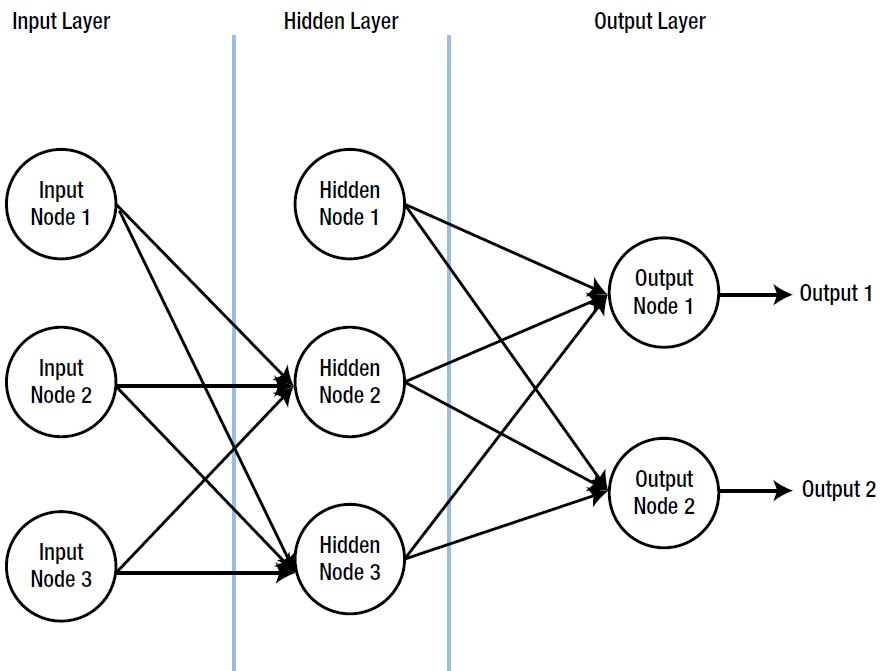 Input Layer
Hidden Layer
Output Layer
Input
Node 1
Hidden
Node 1
Output
Node 1
Output 1
Input
Node 2
Hidden
Node 2
Output
Node 2
Output 2
Input
Node 3
Hidden
Node 3